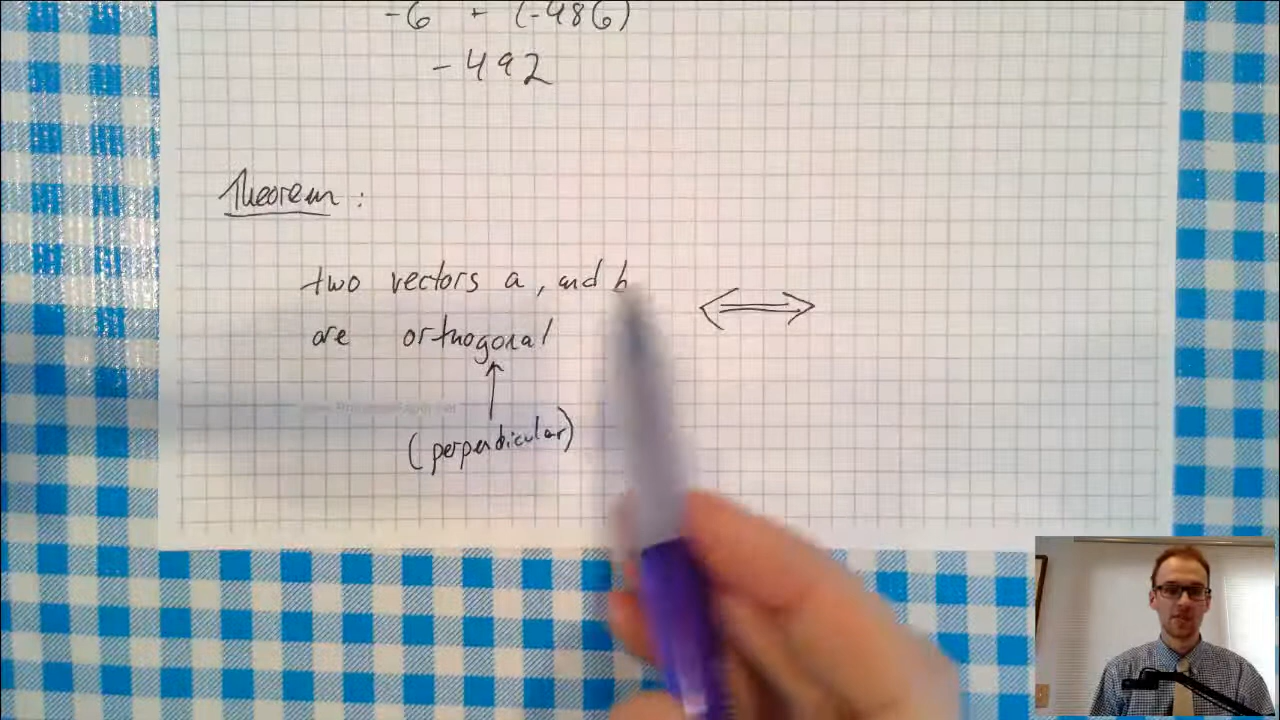 -6 + (-486)
-492
Theorem:
two vectors a, and b
are orthogonal
(perpendicular)